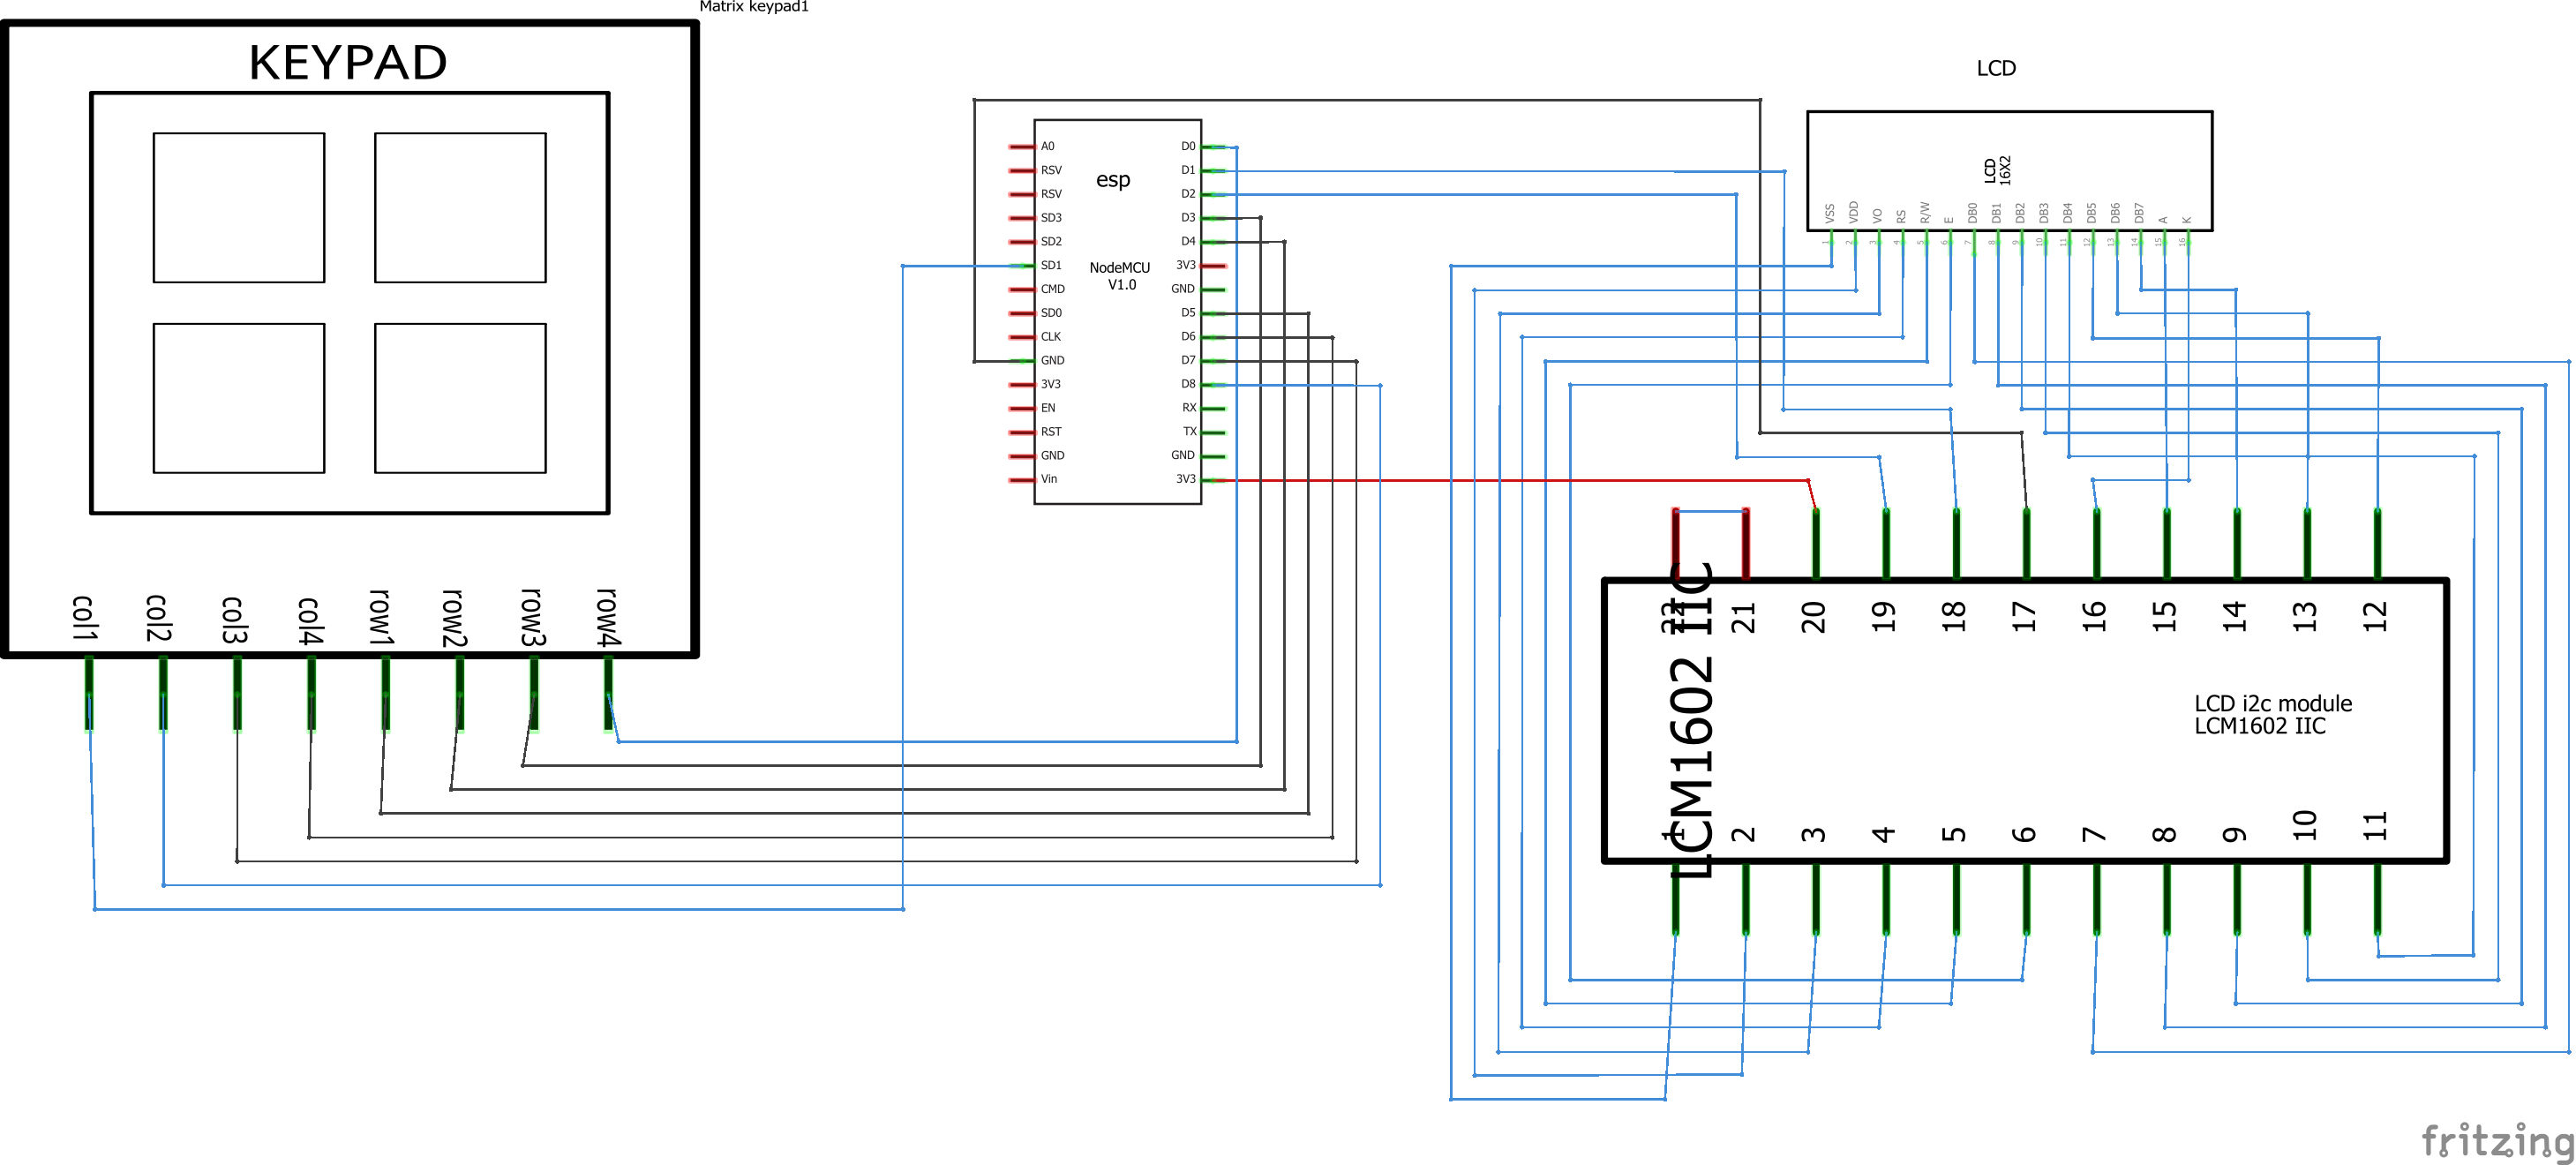 Matrix keypad1
KEYPAD
col1
col2
col3
col4
row1
row2
row3
row4
esp
NodeMCU
V1.0
A0
RSV
RSV
SD3
SD2
SD1
CMD
SD0
CLK
GND
3V3
EN
RST
GND
Vin
D0
D1
D2
D3
D4
3V3
GND
D5
D6
D7
D8
RX
TX
GND
3V3
LCD
LCD
16X2
VSS
VDD
VO
RS
R/W
E
DB0
DB1
DB2
DB3
DB4
DB5
DB6
DB7
A
K
1
2
3
4
5
6
7
8
9
10
11
12
13
14
15
16
22
21
20
19
18
17
16
15
14
13
12
LCM1602 IIC
LCD i2c module
LCM1602 IIC
1
2
3
4
5
6
7
8
9
10
11
fritzing